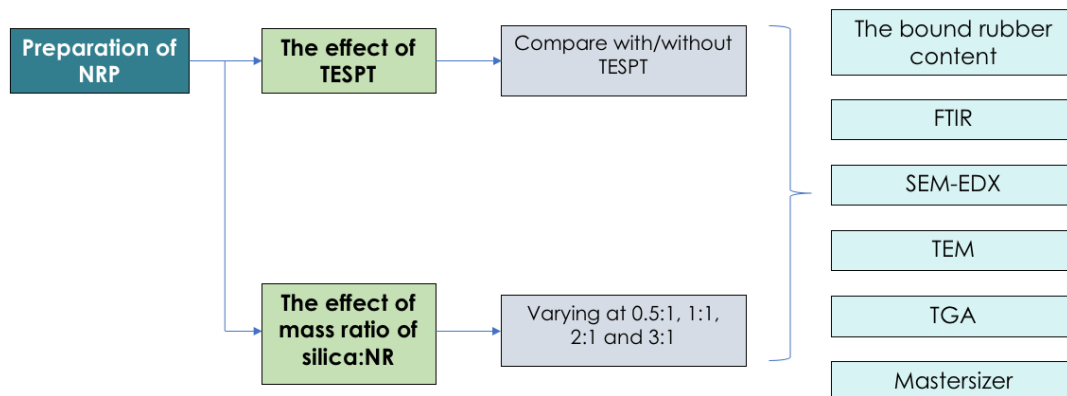 Preparation of
NRP
The effect of
TESPT
Compare with/without
TESPT
The effect of
mass ratio of
silica:NR
Varying at 0.5:1, 1:1,
2:1 and 3:1
The bound rubber
content
FTIR
SEM-EDX
TEM
TGA
Mastersizer